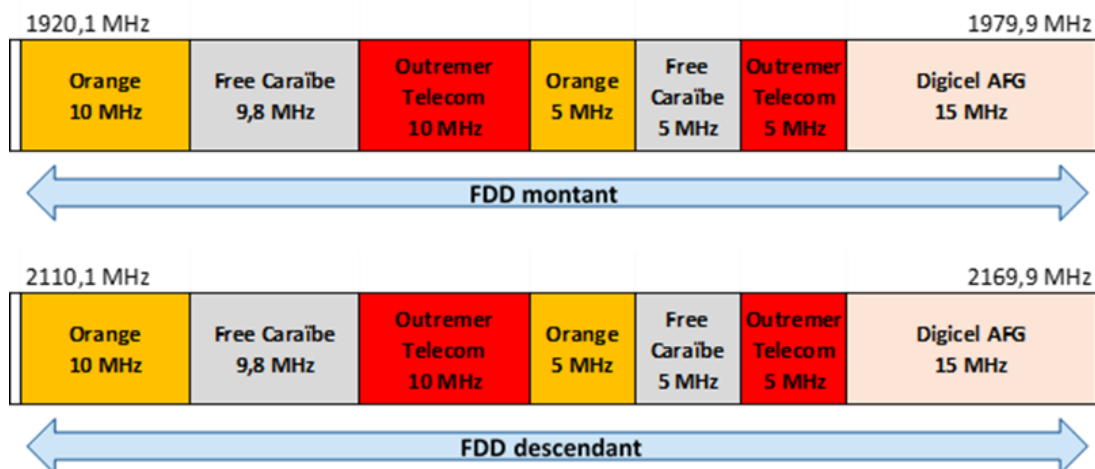 1920,1 MHz 1979,9 MHz
Orange
10 MHz
Free Caraïbe
9,8 MHz
Outremer
Telecom
10 MHz
Orange
5 MHz
Free
Caraïbe
5 MHz
Outremer
Telecom
5 MHz
Digicel AFG
15 MHz
FDD montant
2110,1 MHz 2169,9 MHz
Orange
10 MHz
Free Caraïbe
9,8 MHz
Outremer
Telecom
10 MHz
Orange
5 MHz
Free
Caraïbe
5 MHz
Outremer
Telecom
5 MHz
Digicel AFG
15 MHz
FDD descendant